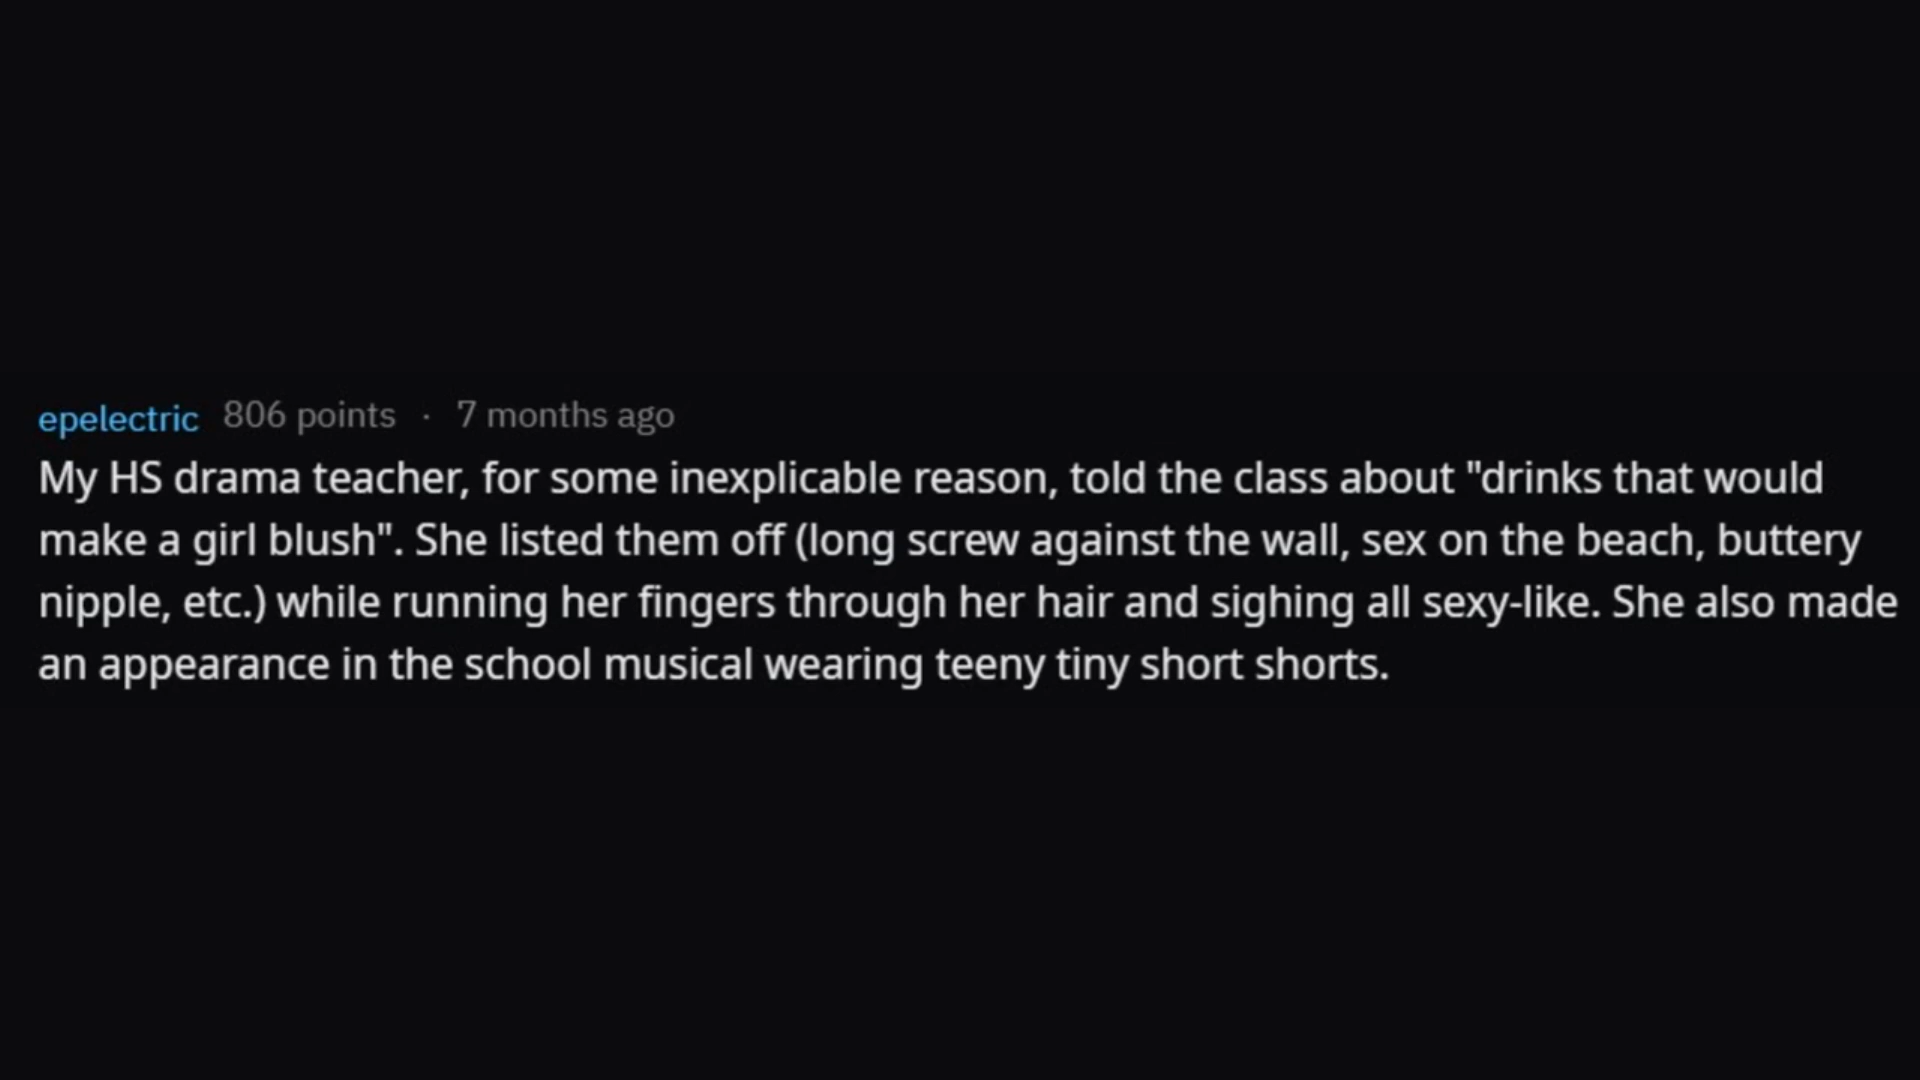 epelectric 806 points · 7 months ago
My HS drama teacher, for some inexplicable reason, told the class about "drinks that would
make a girl blush". She listed them off (long screw against the wall, sex on the beach, buttery
nipple, etc.) while running her fingers through her hair and sighing all sexy-like. She also made
an appearance in the school musical wearing teeny tiny short shorts.